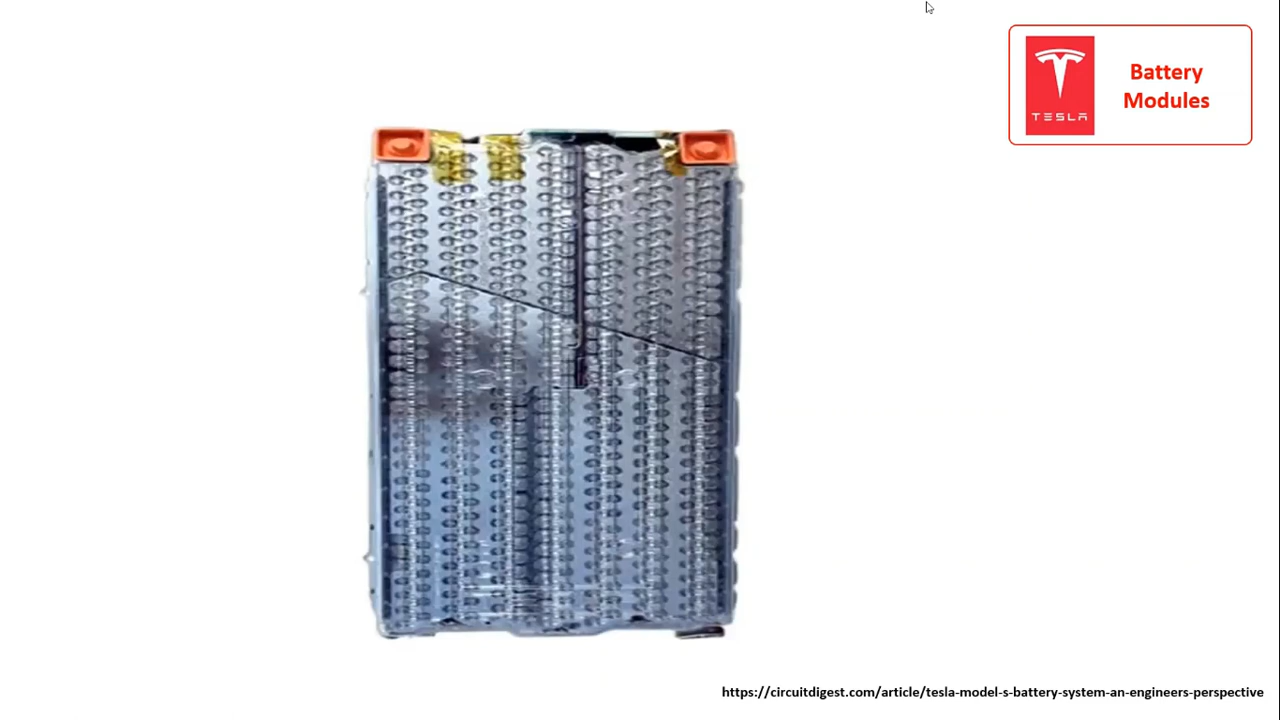 Battery
Modules
TESLA
https://circuitdigest.com/article/tesla-model-s-battery-system-an-engineers-perspective